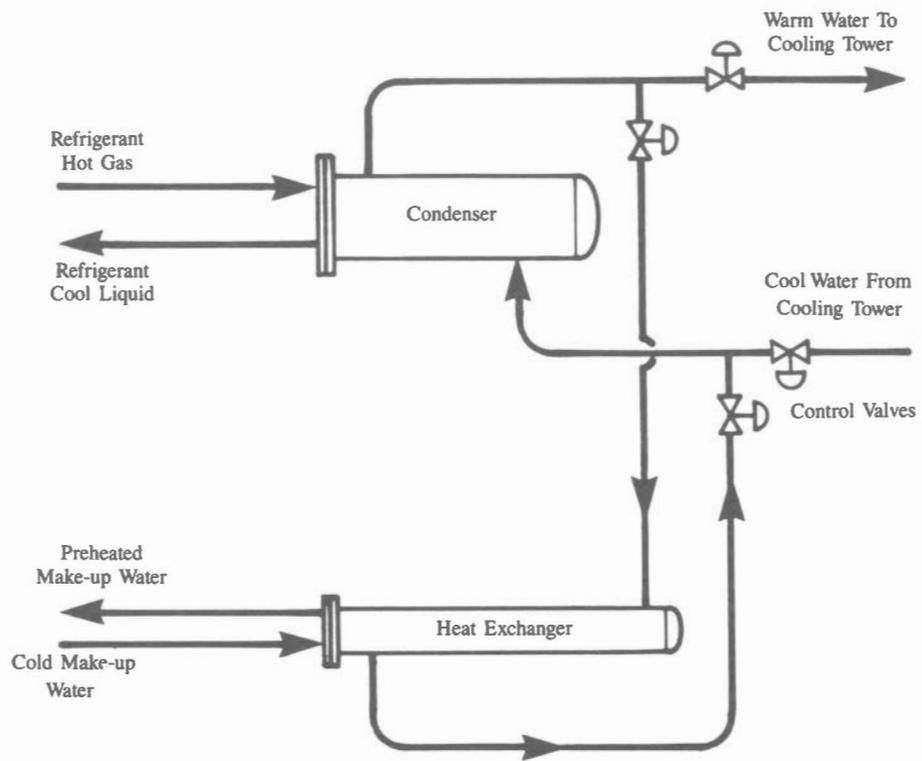 Warm Water To
Cooling Tower
Refrigerant
Hot Gas
Condenser
Refrigerant
Cool Liquid
Cool Water From
Cooling Tower
Control Valves
Preheated
Make-up Water
Heat Exchanger
Cold Make-up
Water